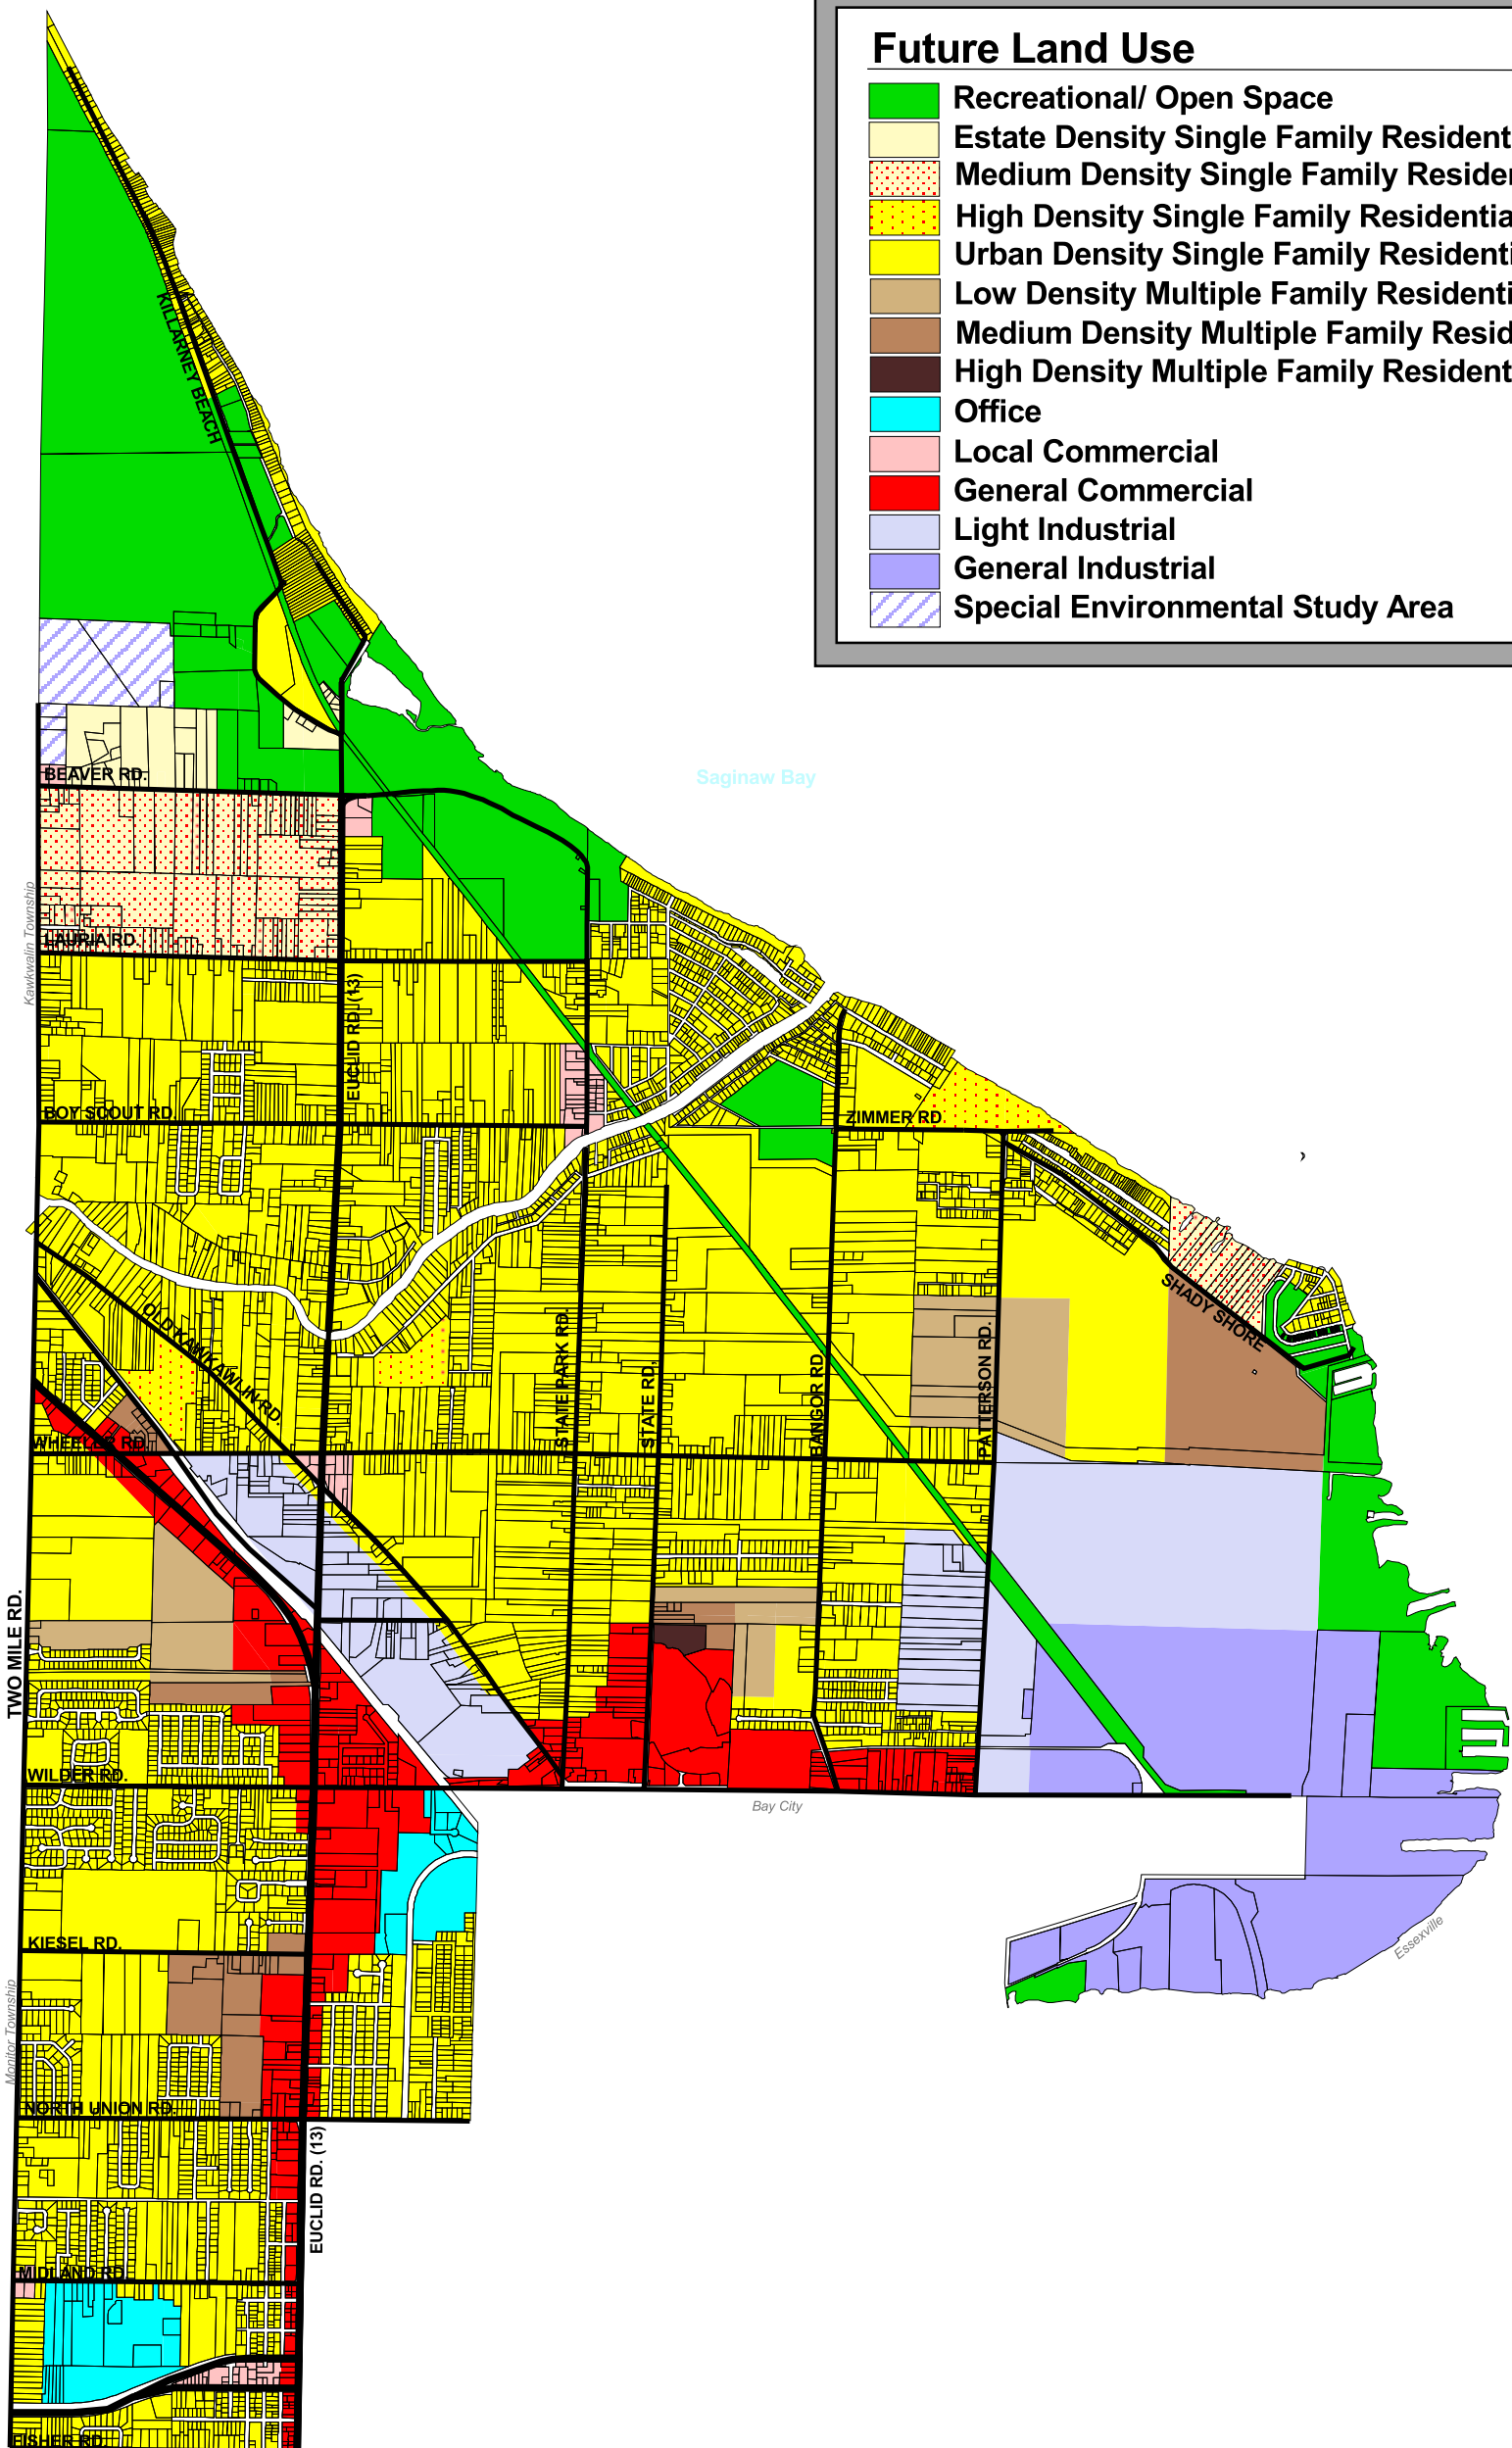 Future Land Use
Recreational/ Open Space
Estate Density Single Family Resident
Medium Density Single Family Residen
High Density Single Family Residentia
Urban Density Single Family Residenti
Low Density Multiple Family Residenti
Medium Density Multiple Family Resid
High Density Multiple Family Resident
Office
Local Commercial
General Commercial
Light Industrial
General Industrial
Special Environmental Study Area
KILLARNEY BEACH
BEAVER RD.
Saginaw Bay
Kawkwalin Township
LAURIA RD.
EUCLID RD. (13)
BOY SCOUT RD.
ZIMMER RD.
SHADY SHORE
OLD KAWKAWLIN RD.
STATE PARK RD.
STATE RD.
BANGOR RD.
PATTERSON RD.
WHEELER RD.
TWO MILE RD.
WILDER RD.
Bay City
KIESEL RD.
Essexville
Monitor Township
NORTH UNION RD.
EUCLID RD. (13)
MIDLAND RD.
FISHER RD.